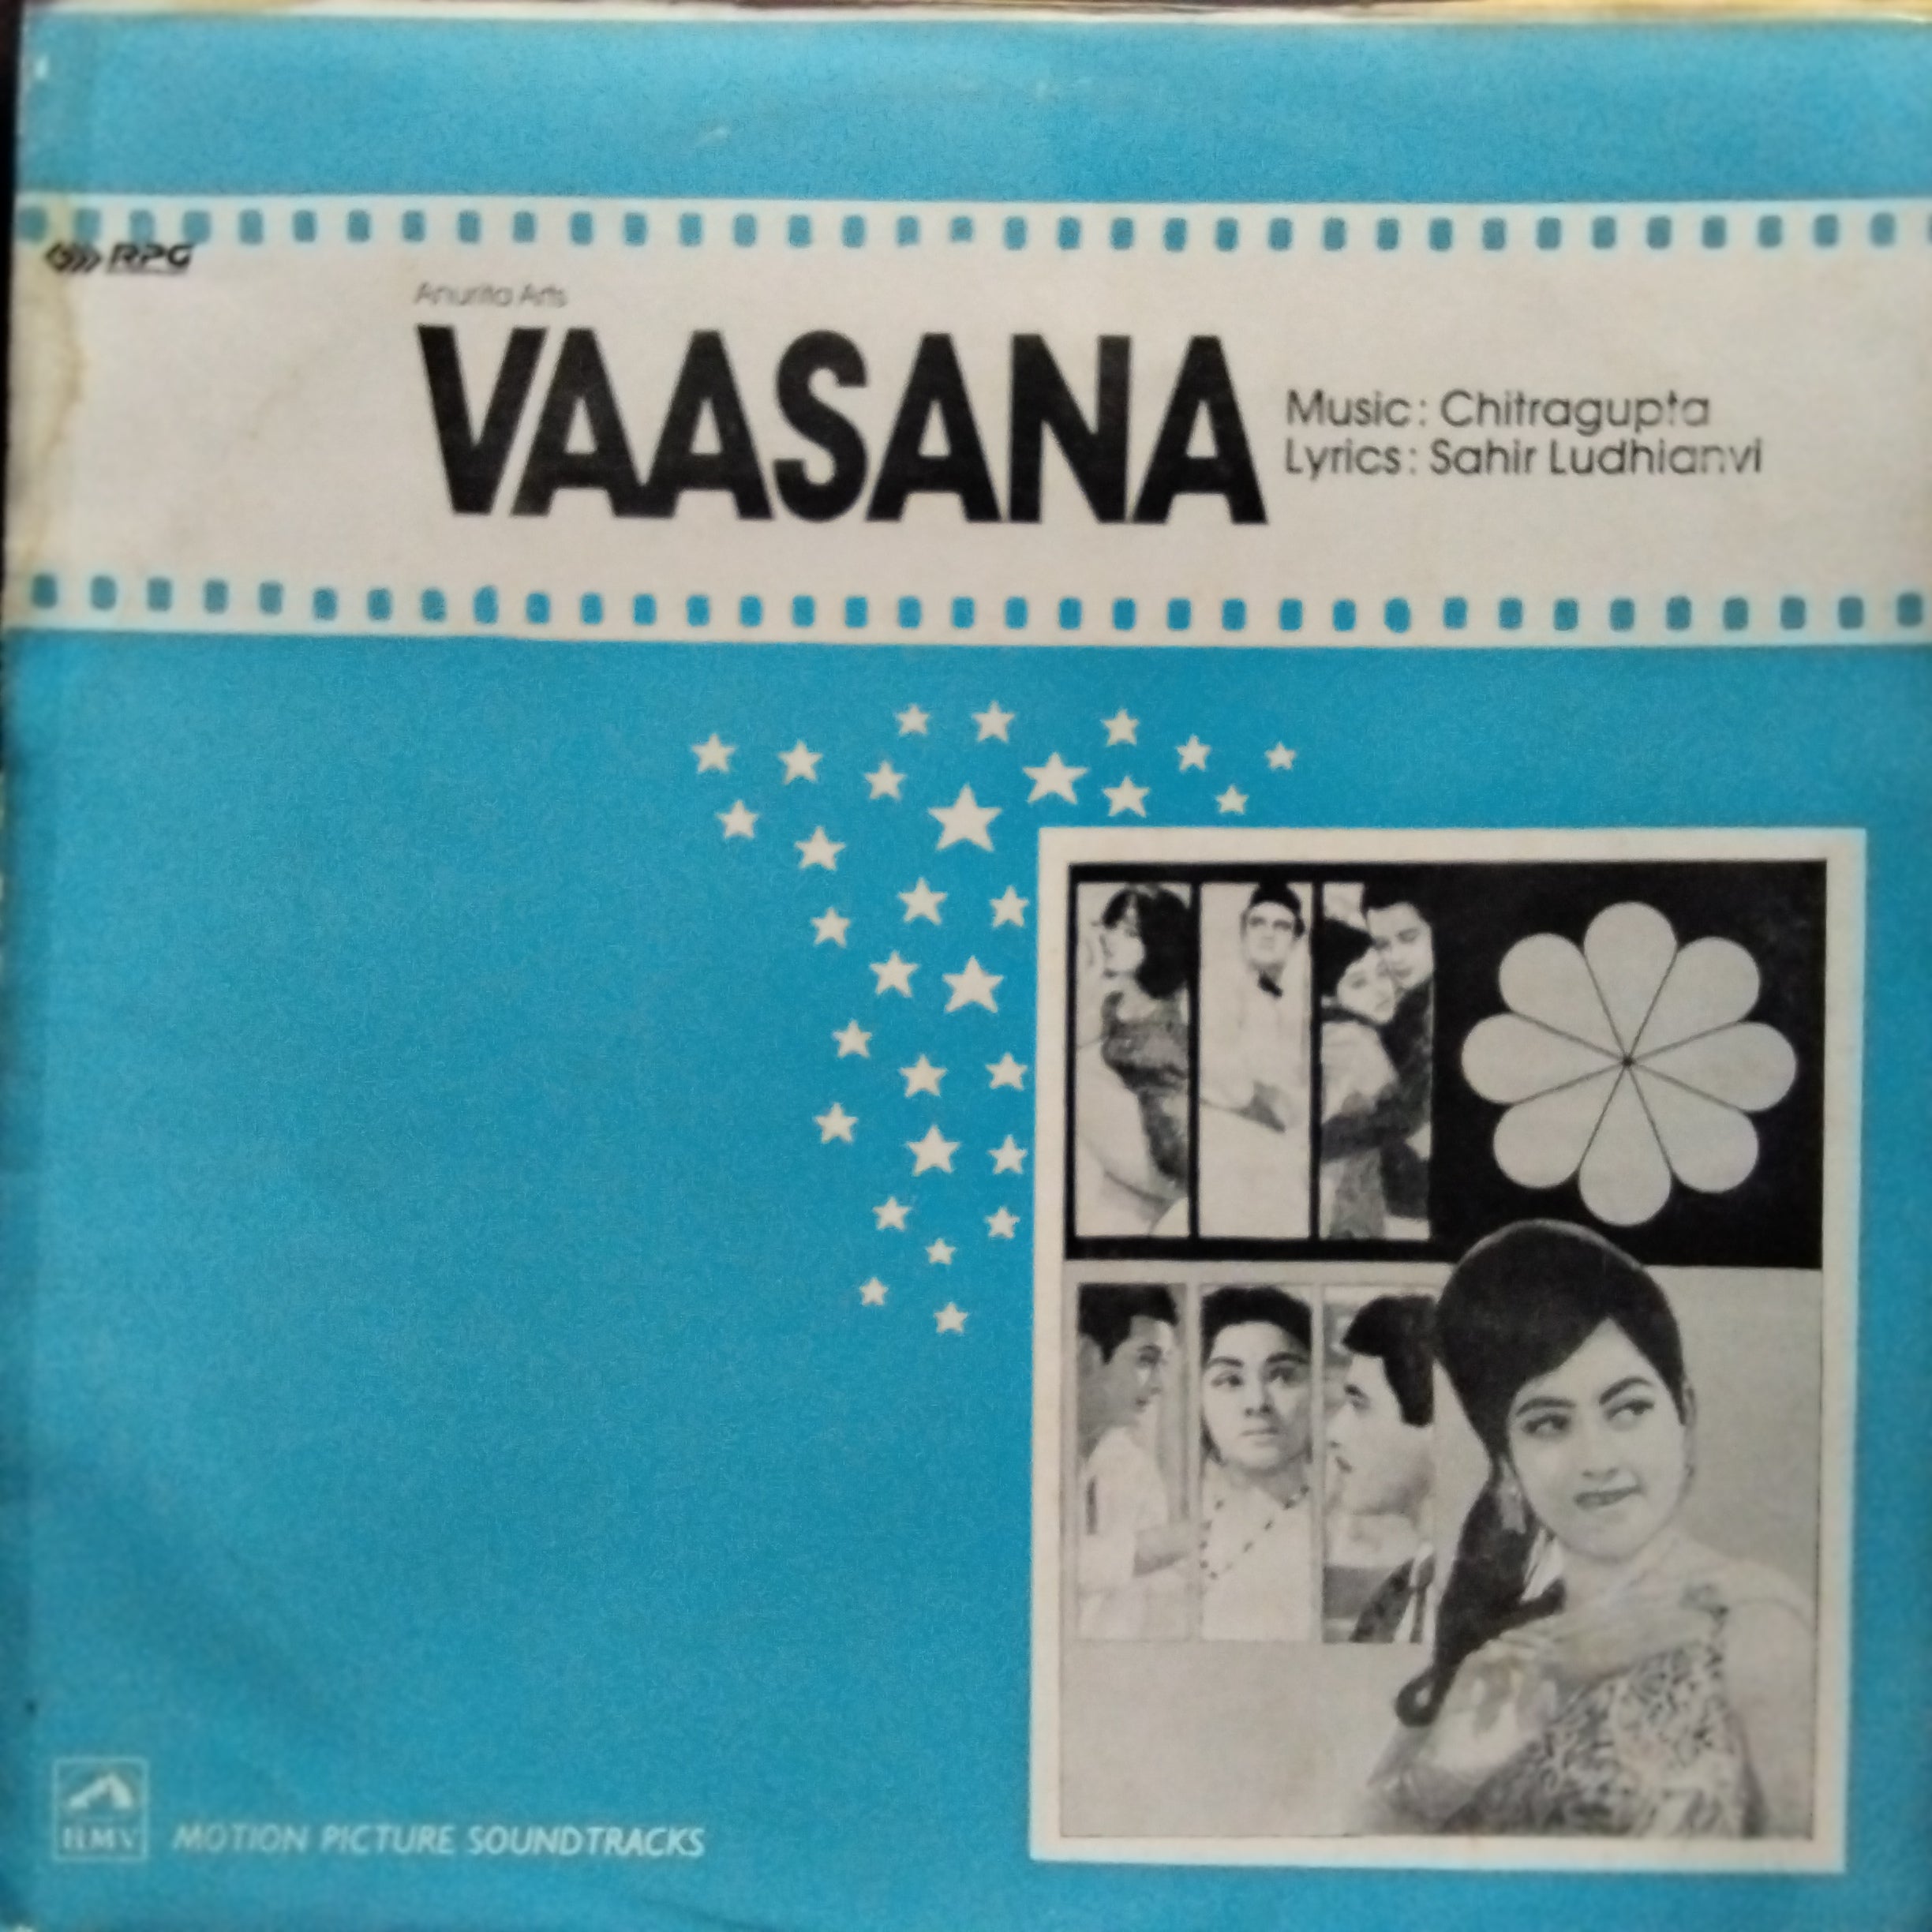 RPG
Anurita Arts
VAASANA
Music: Chitragupta
Lyrics: Sahir Ludhianvi
HMV
MOTION PICTURE SOUNDTRACKS